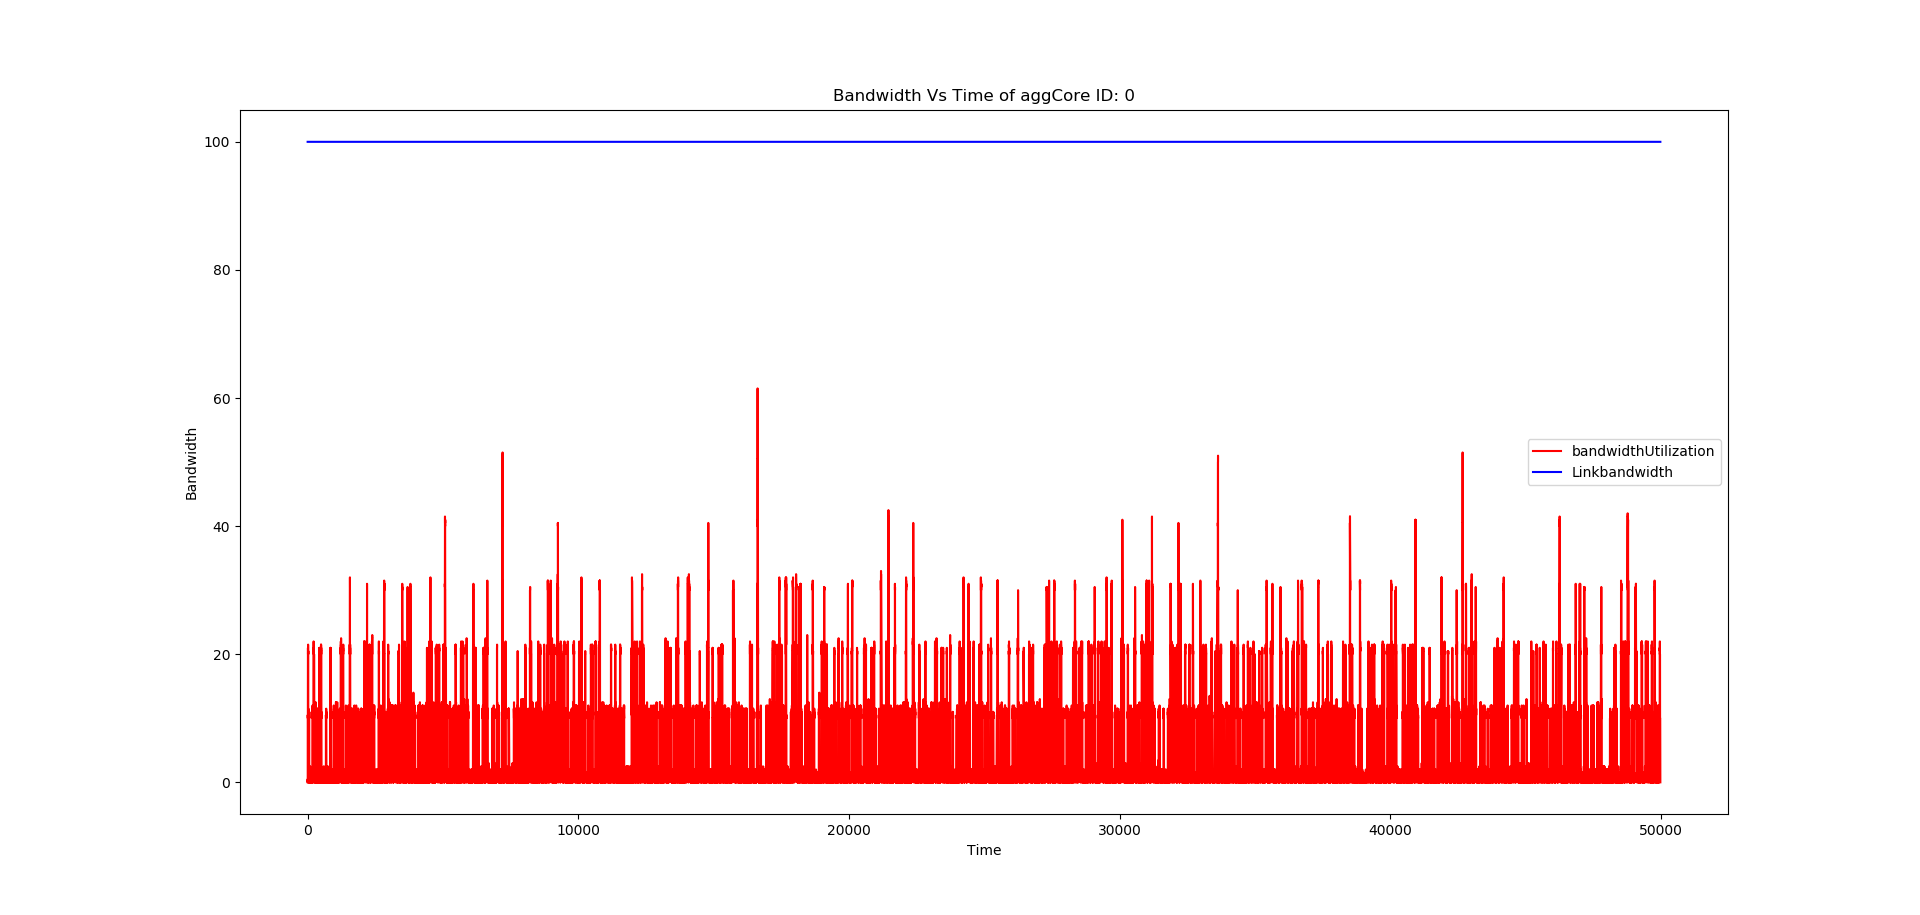 Bandwidth Vs Time of aggCore ID: 0
100
80
60
40
20
0
Bandwidth
bandwidthUtilization
Linkbandwidth
0 10000 20000 30000 40000 50000
Time